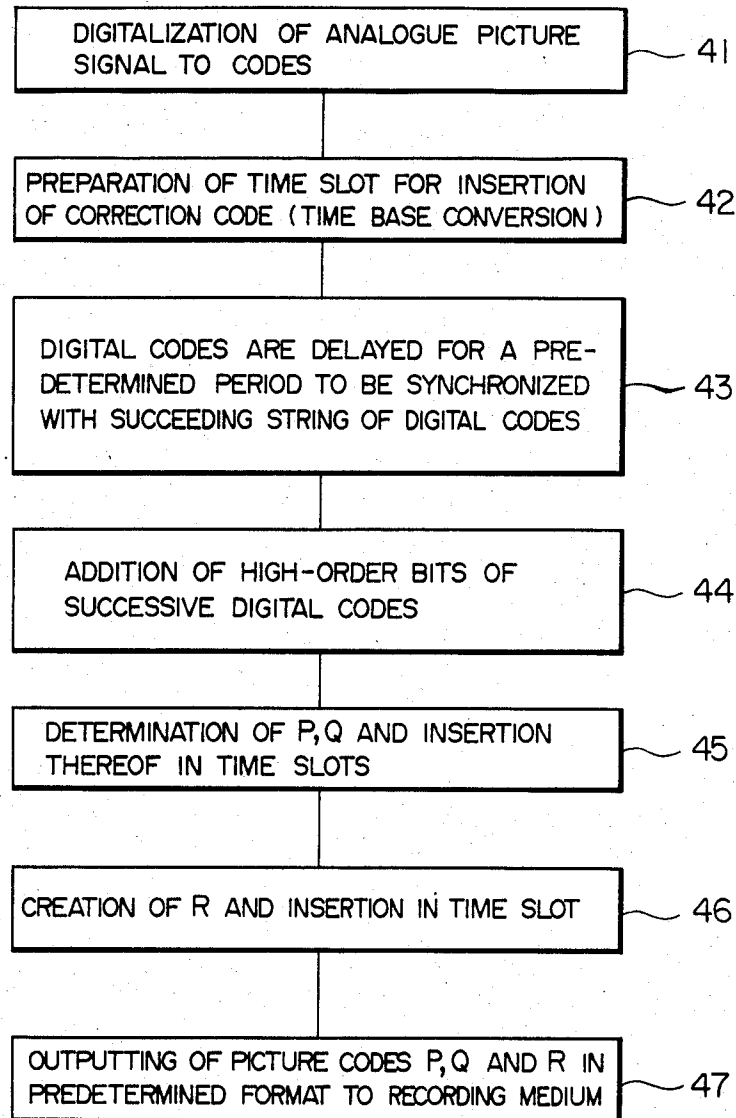 DIGITALIZATION OF ANALOGUE PICTURE
SIGNAL TO CODES
41
PREPARATION OF TIME SLOT FOR INSERTION
OF CORRECTION CODE (TIME BASE CONVERSION)
42
DIGITAL CODES ARE DELAYED FOR A PRE-
DETERMINED PERIOD TO BE SYNCHRONIZED
WITH SUCCEEDING STRING OF DIGITAL CODES
43
ADDITION OF HIGH-ORDER BITS OF
SUCCESSIVE DIGITAL CODES
44
DETERMINATION OF P,Q AND INSERTION
THEREOF IN TIME SLOTS
45
CREATION OF R AND INSERTION IN TIME SLOT
46
OUTPUTTING OF PICTURE CODES P,Q AND R IN
PREDETERMINED FORMAT TO RECORDING MEDIUM
47